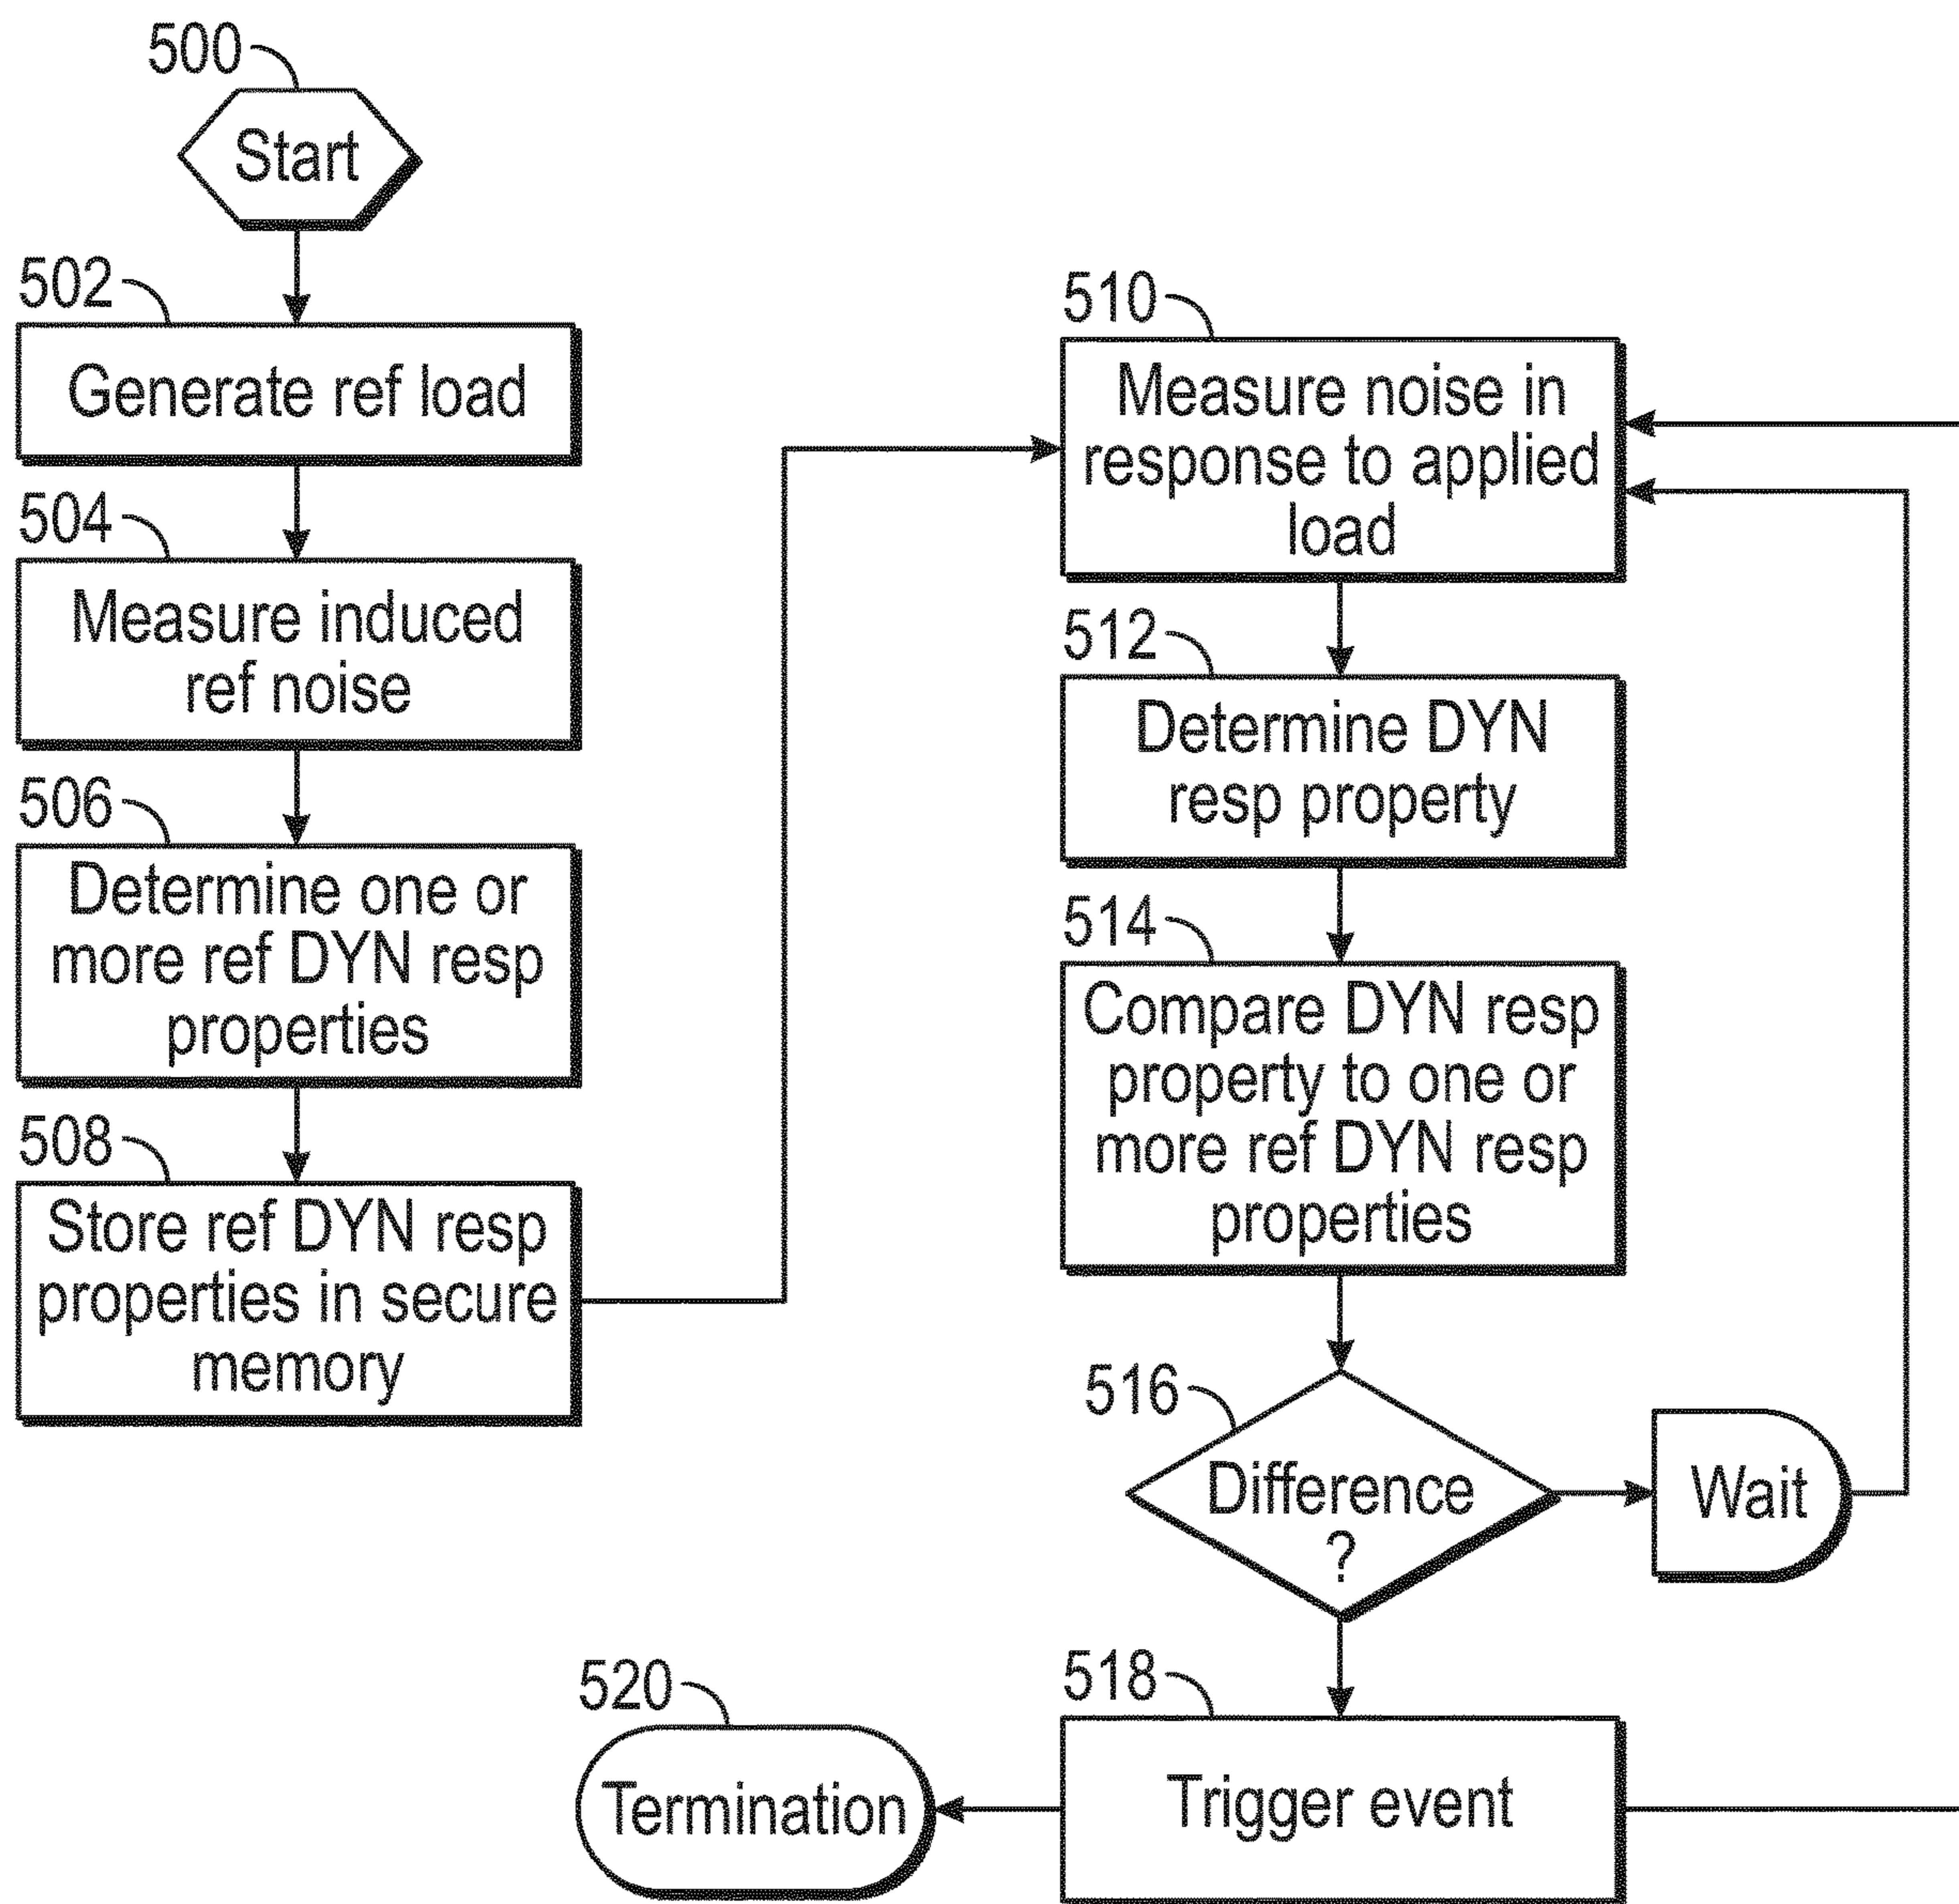 500
Start
502
Generate ref load
504
Measure induced
ref noise
506
Determine one or
more ref DYN resp
properties
508
Store ref DYN resp
properties in secure
memory
510
Measure noise in
response to applied
load
512
Determine DYN
resp property
514
Compare DYN resp
property to one or
more ref DYN resp
properties
516
Difference
?
Wait
518
Trigger event
520
Termination